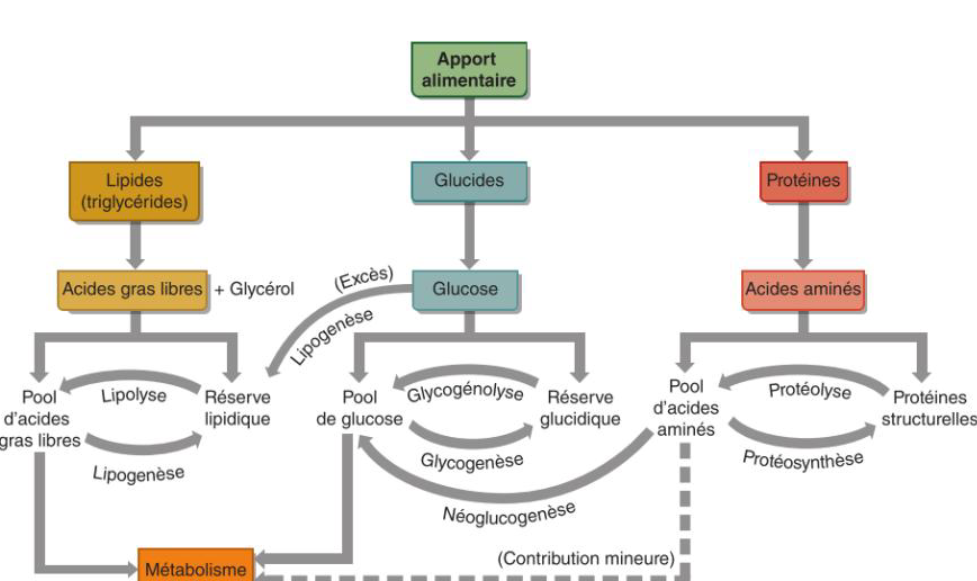 Apport
alimentaire
Lipides
(triglycérides)
Glucides
Protéines
Acides gras libres
+ Glycérol
(Excès)
Lipogenèse
Glucose
Acides aminés
Pool
d'acides
gras libres
Lipolyse
Lipogenèse
Réserve
lipidique
Pool
de glucose
Glycogénolyse
Glycogenèse
Réserve
glucidique
Pool
d'acides
aminés
Protéolyse
Protéosynthèse
Protéines
structurelles
Néoglucogenèse
(Contribution mineure)
Métabolisme